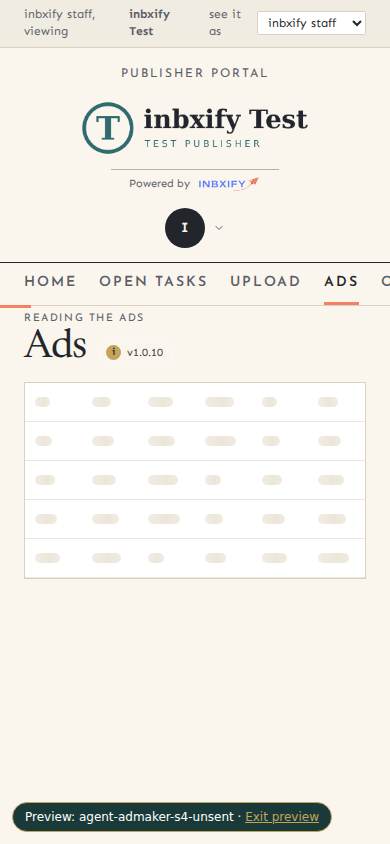 inbxify staff, viewing
inbxify Test
see it as
inbxify staff
PUBLISHER PORTAL
T
inbxify Test
TEST PUBLISHER
Powered by INBXIFY
I
HOME OPEN TASKS UPLOAD ADS
READING THE ADS
Ads
i v1.0.10
Preview: agent-admaker-s4-unsent · Exit preview